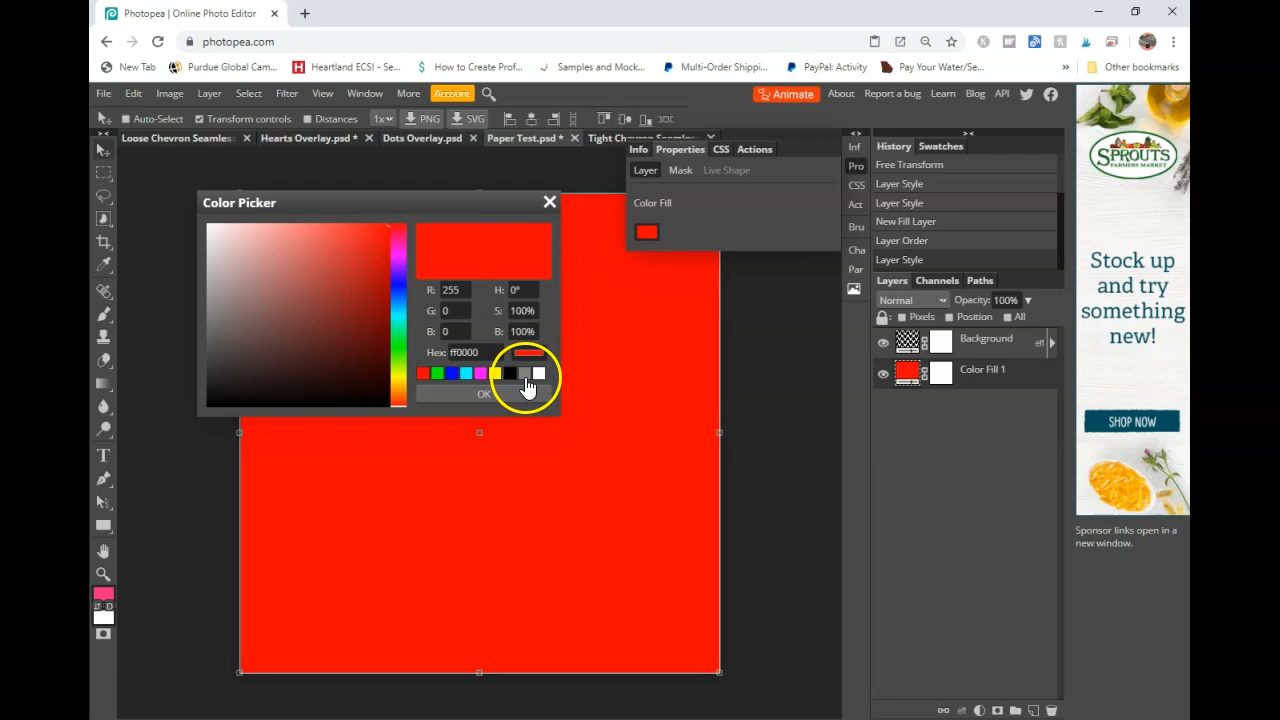 Photopea | Online Photo Editor
photopea.com
New Tab
Purdue Global Cam...
Heartland ECSI - Se...
How to Create Prof...
Samples and Mock...
Multi-Order Shippi...
PayPal: Activity
Pay Your Water/Se...
Other bookmarks
File Edit Image Layer Select Filter View Window More Account
Animate About Report a bug Learn Blog API
Auto-Select Transform controls Distances 1x PNG SVG
Loose Chevron Seamles
Hearts Overlay.psd *
Dots Overlay.psd
Paper Test.psd *
Tight Chevron
Info Properties CSS Actions
Layer Mask Live Shape
Color Fill
Inf
Pro
CSS
Act
Bru
Cha
Par
History Swatches
Free Transform
Layer Style
Layer Style
New Fill Layer
Layer Order
Layer Style
Layers Channels Paths
Normal Opacity: 100%
Pixels Position All
Background eff
Color Fill 1
Color Picker
R: 255 H: 0°
G: 0 S: 100%
B: 0 B: 100%
Hex: ff0000
OK
T
D
eff
SPROUTS
FARMERS MARKET
Stock up
and try
something
new!
SHOP NOW
Sponsor links open in a
new window.